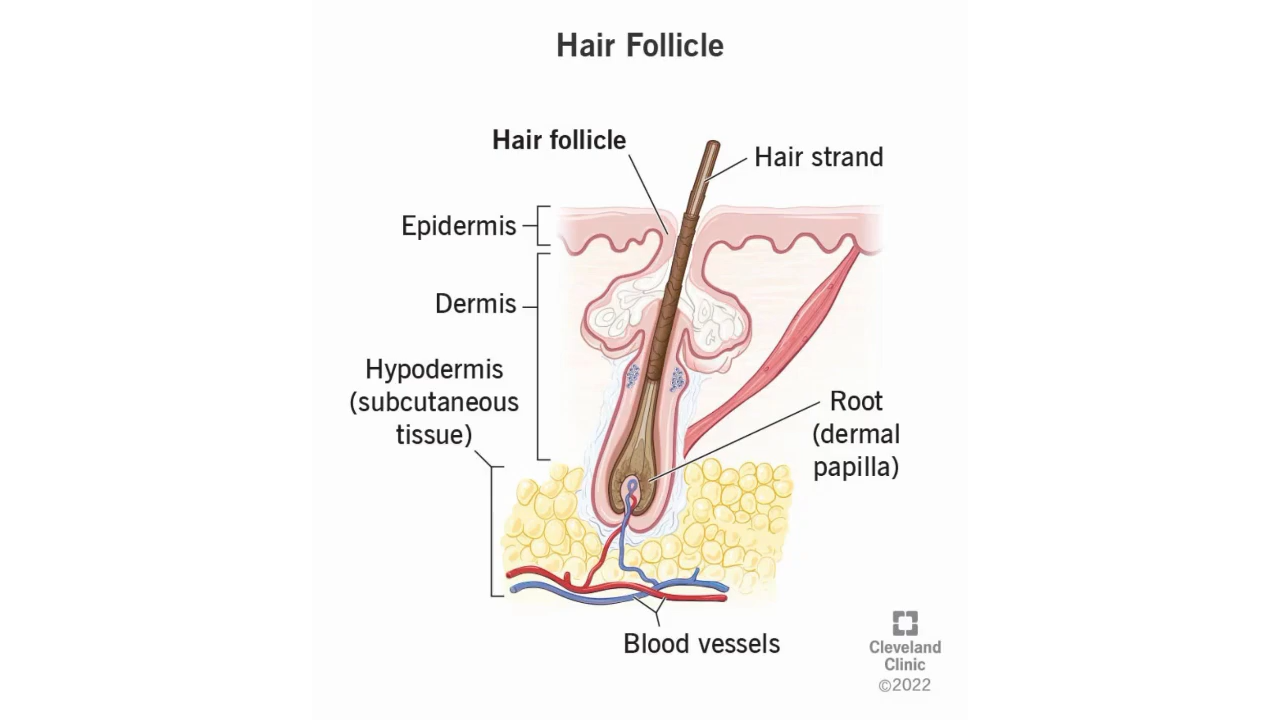 Hair Follicle
Hair follicle
Hair strand
Epidermis
Dermis
Hypodermis
(subcutaneous
tissue)
Root
(dermal
papilla)
Blood vessels
Cleveland
Clinic
©2022